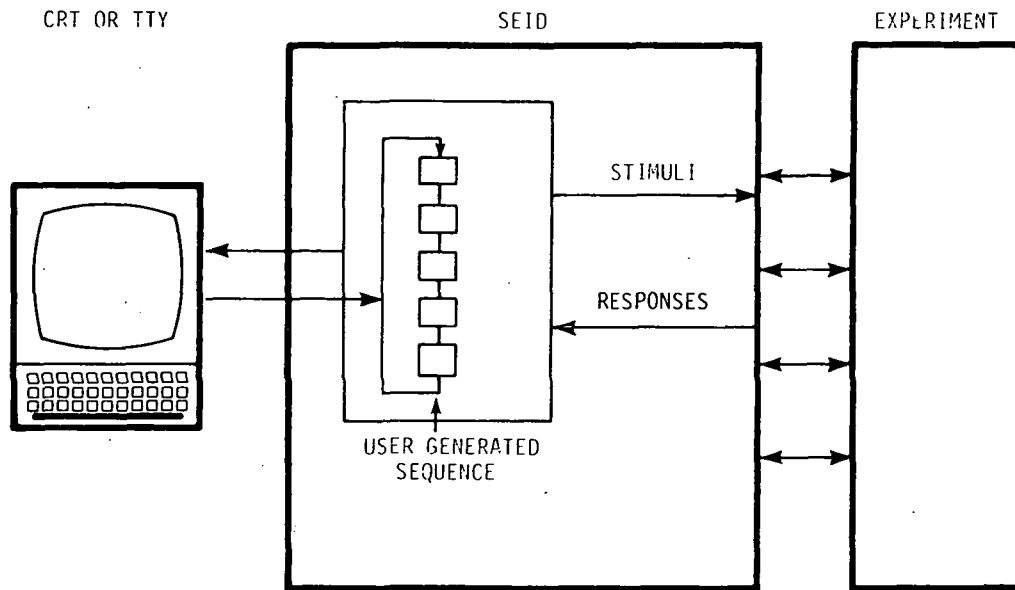 CRT OR TTY
SEID
EXPERIMENT
STIMULI
RESPONSES
USER GENERATED
SEQUENCE